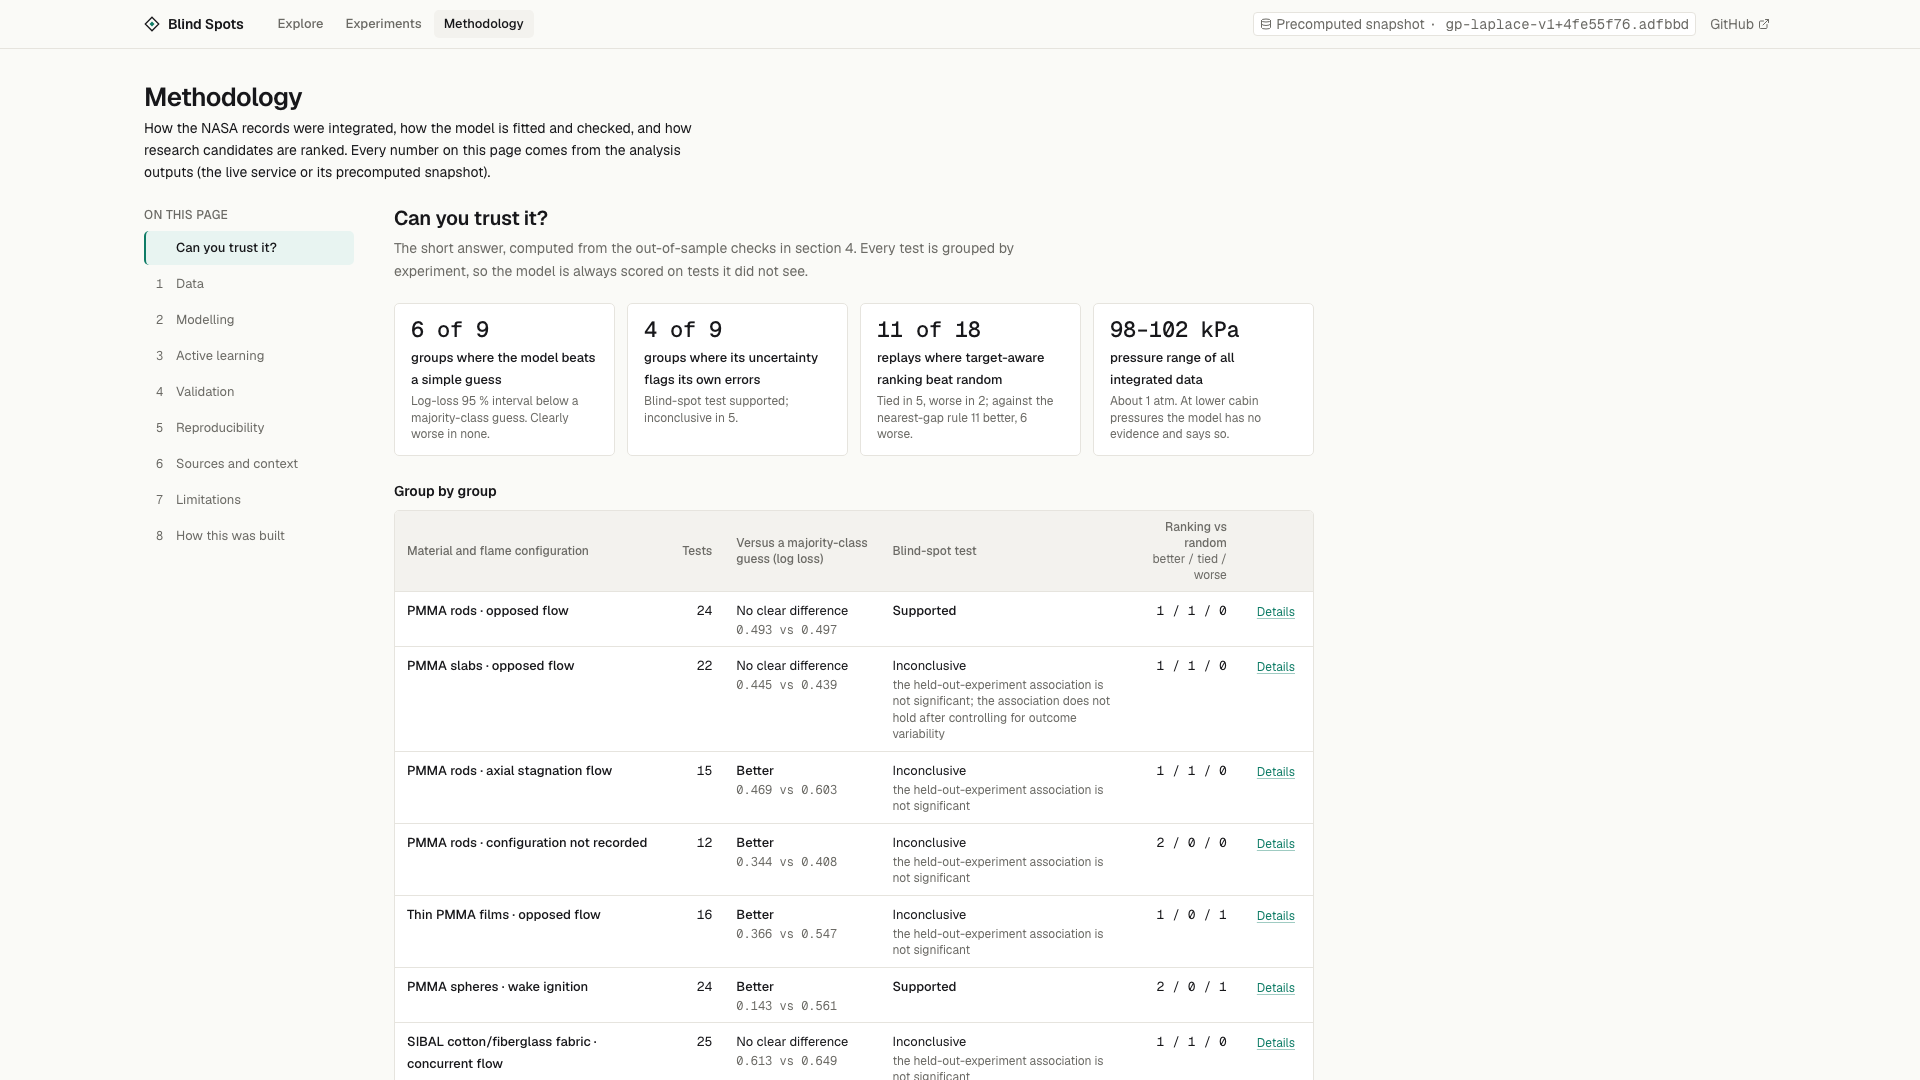 Blind Spots
Explore
Experiments
Methodology
Precomputed snapshot · gp-laplace-v1+4fe55f76.adfbbd
GitHub
Methodology
How the NASA records were integrated, how the model is fitted and checked, and how
research candidates are ranked. Every number on this page comes from the analysis
outputs (the live service or its precomputed snapshot).
ON THIS PAGE
Can you trust it?
1 Data
2 Modelling
3 Active learning
4 Validation
5 Reproducibility
6 Sources and context
7 Limitations
8 How this was built
Can you trust it?
The short answer, computed from the out-of-sample checks in section 4. Every test is grouped by
experiment, so the model is always scored on tests it did not see.
6 of 9
groups where the model beats
a simple guess
Log-loss 95 % interval below a
majority-class guess. Clearly
worse in none.
4 of 9
groups where its uncertainty
flags its own errors
Blind-spot test supported;
inconclusive in 5.
11 of 18
replays where target-aware
ranking beat random
Tied in 5, worse in 2; against the
nearest-gap rule 11 better, 6
worse.
98–102 kPa
pressure range of all
integrated data
About 1 atm. At lower cabin
pressures the model has no
evidence and says so.
Group by group
Material and flame configuration
Tests
Versus a majority-class
guess (log loss)
Blind-spot test
Ranking vs
random
better / tied /
worse
PMMA rods · opposed flow
24
No clear difference
0.493 vs 0.497
Supported
1 / 1 / 0
Details
PMMA slabs · opposed flow
22
No clear difference
0.445 vs 0.439
Inconclusive
the held-out-experiment association is
not significant; the association does not
hold after controlling for outcome
variability
1 / 1 / 0
Details
PMMA rods · axial stagnation flow
15
Better
0.469 vs 0.603
Inconclusive
the held-out-experiment association is
not significant
1 / 1 / 0
Details
PMMA rods · configuration not recorded
12
Better
0.344 vs 0.408
Inconclusive
the held-out-experiment association is
not significant
2 / 0 / 0
Details
Thin PMMA films · opposed flow
16
Better
0.366 vs 0.547
Inconclusive
the held-out-experiment association is
not significant
1 / 0 / 1
Details
PMMA spheres · wake ignition
24
Better
0.143 vs 0.561
Supported
2 / 0 / 1
Details
SIBAL cotton/fiberglass fabric ·
concurrent flow
25
No clear difference
0.613 vs 0.649
Inconclusive
the held-out-experiment association is
not significant
1 / 1 / 0
Details